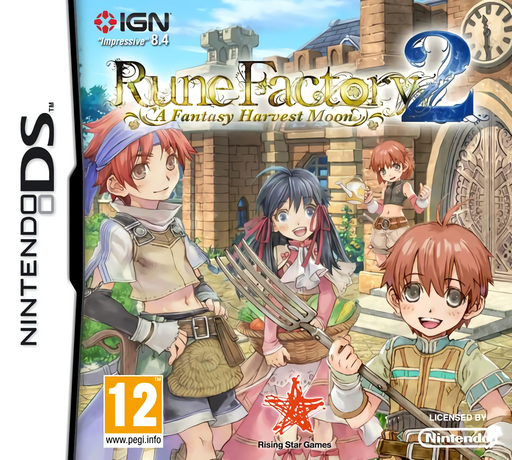 IGN
"Impressive" 8.4
Rune Factory 2
A Fantasy Harvest Moon
NINTENDO DS™
12
www.pegi.info
Rising Star Games
LICENSED BY
Nintendo